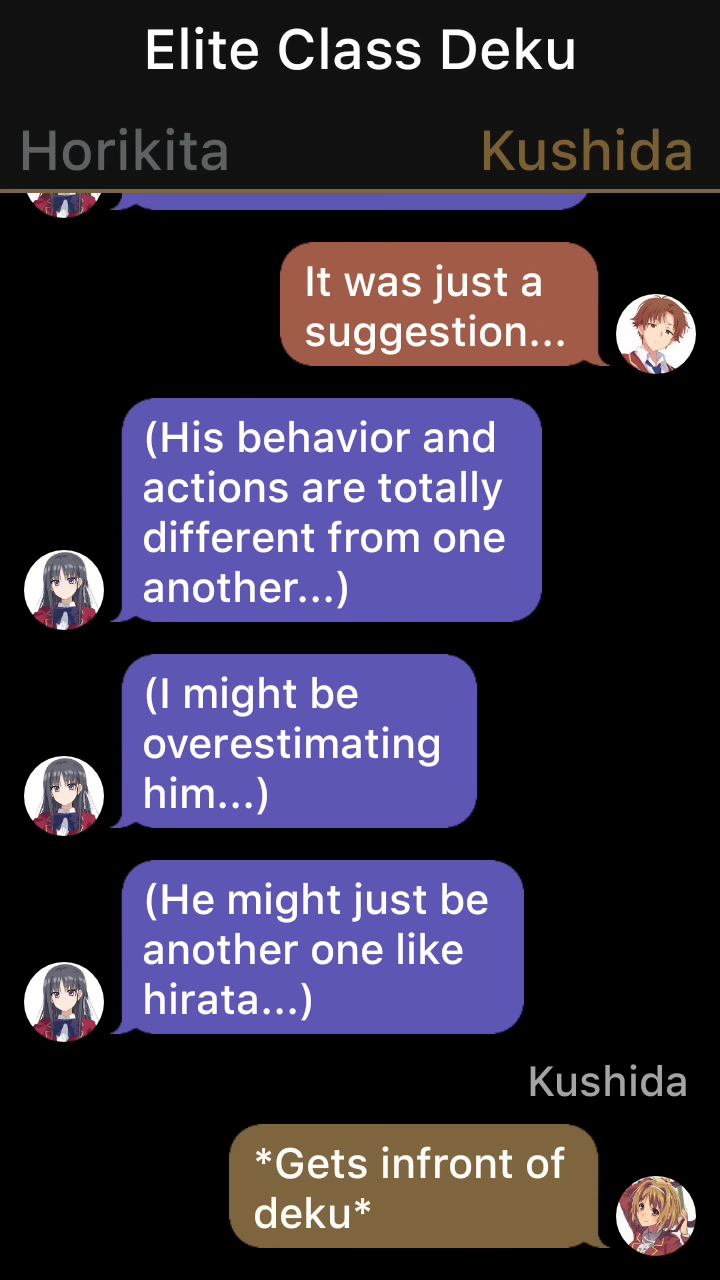 Elite Class Deku
Horikita
Kushida
It was just a
suggestion...
(His behavior and
actions are totally
different from one
another...)
(I might be
overestimating
him...)
(He might just be
another one like
hirata...)
Kushida
*Gets infront of
deku*